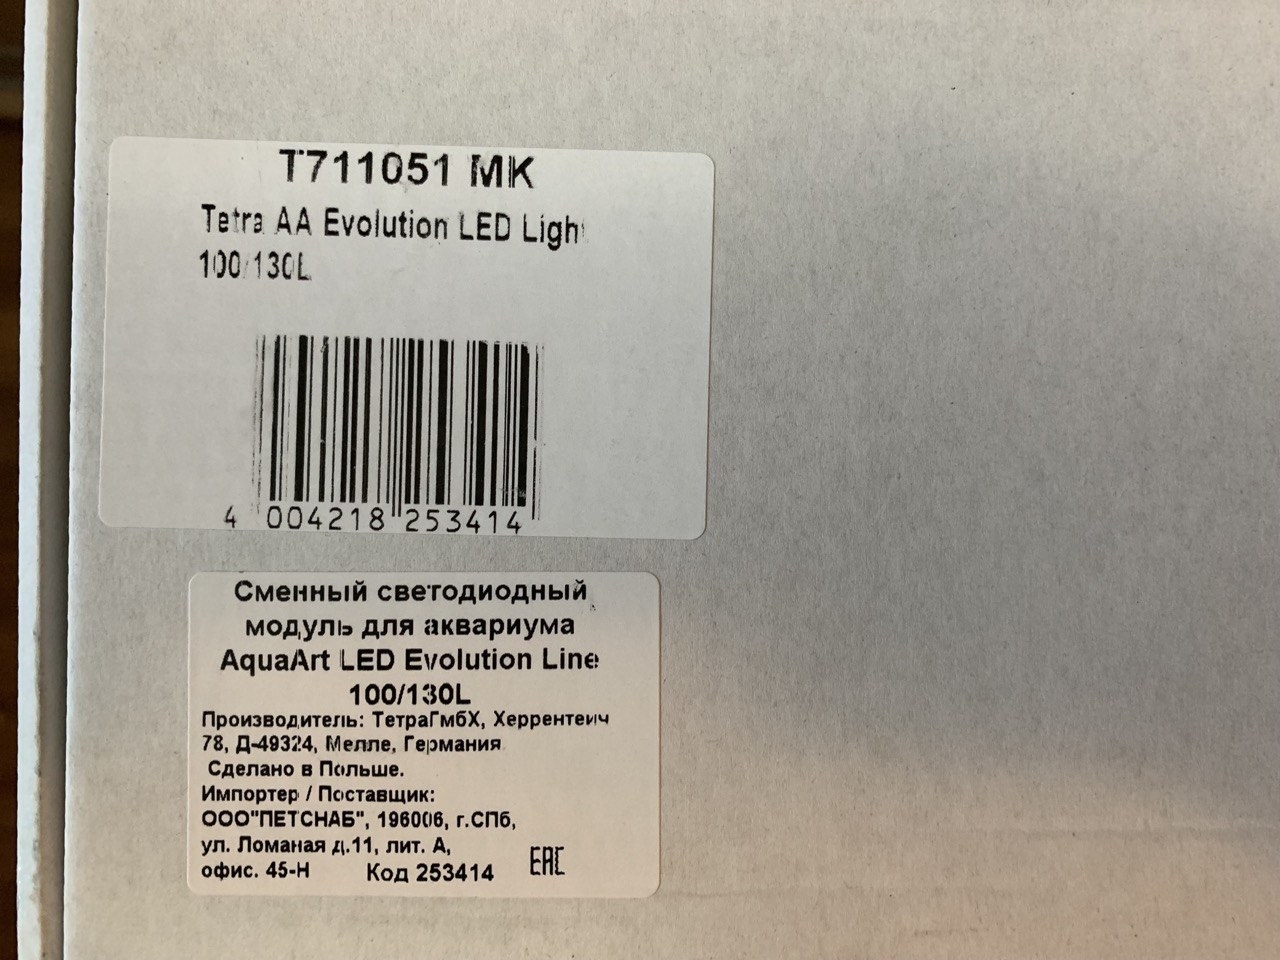 T711051 MK
Tetra AA Evolution LED Light
100/130L
4 004218 253414
Сменный светодиодный
модуль для аквариума
AquaArt LED Evolution Line
100/130L
Производитель: ТетраГмбХ, Херрентеич
78, Д-49324, Мелле, Германия
Сделано в Польше.
Импортер / Поставщик:
ООО"ПЕТСНАБ", 196006, г.СПб,
ул. Ломаная д.11, лит. А,
офис. 45-Н Код 253414 EAC